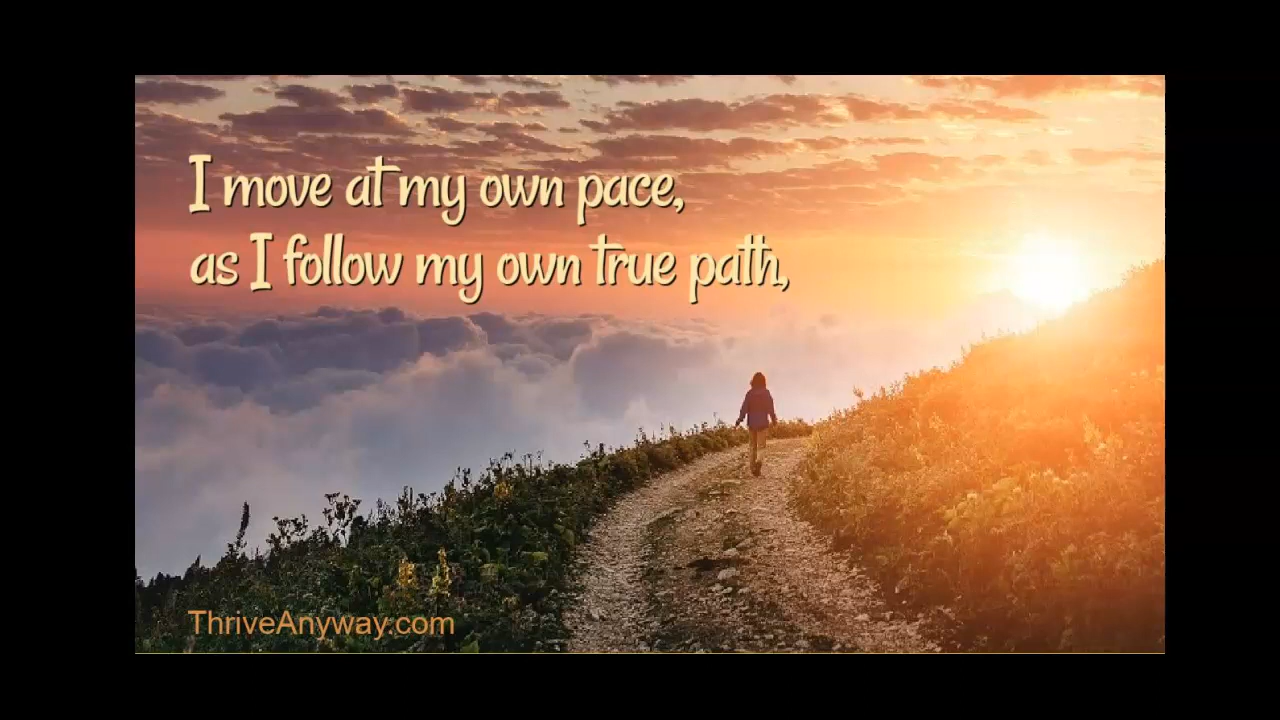 I move at my own pace,
as I follow my own true path,
ThriveAnyway.com